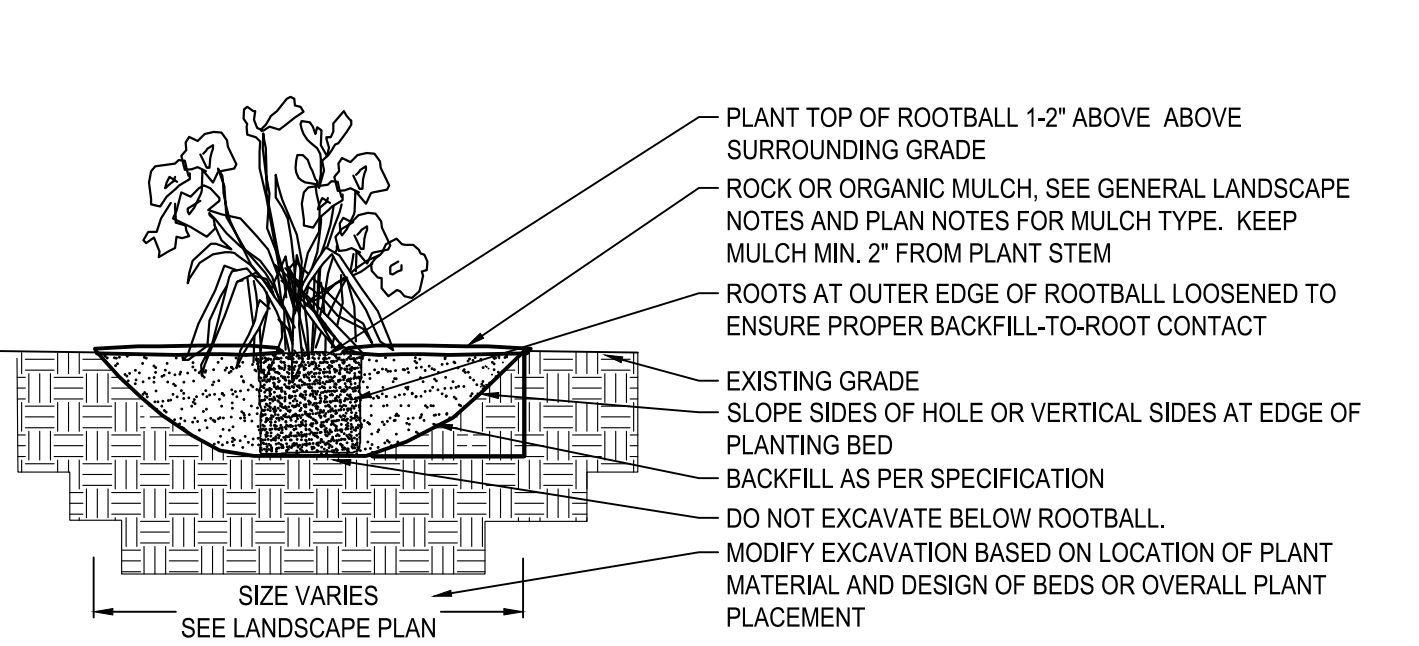 PLANT TOP OF ROOTBALL 1-2" ABOVE ABOVE
SURROUNDING GRADE
ROCK OR ORGANIC MULCH, SEE GENERAL LANDSCAPE
NOTES AND PLAN NOTES FOR MULCH TYPE. KEEP
MULCH MIN. 2" FROM PLANT STEM
ROOTS AT OUTER EDGE OF ROOTBALL LOOSENED TO
ENSURE PROPER BACKFILL-TO-ROOT CONTACT
EXISTING GRADE
SLOPE SIDES OF HOLE OR VERTICAL SIDES AT EDGE OF
PLANTING BED
BACKFILL AS PER SPECIFICATION
DO NOT EXCAVATE BELOW ROOTBALL.
MODIFY EXCAVATION BASED ON LOCATION OF PLANT
MATERIAL AND DESIGN OF BEDS OR OVERALL PLANT
PLACEMENT
SIZE VARIES
SEE LANDSCAPE PLAN